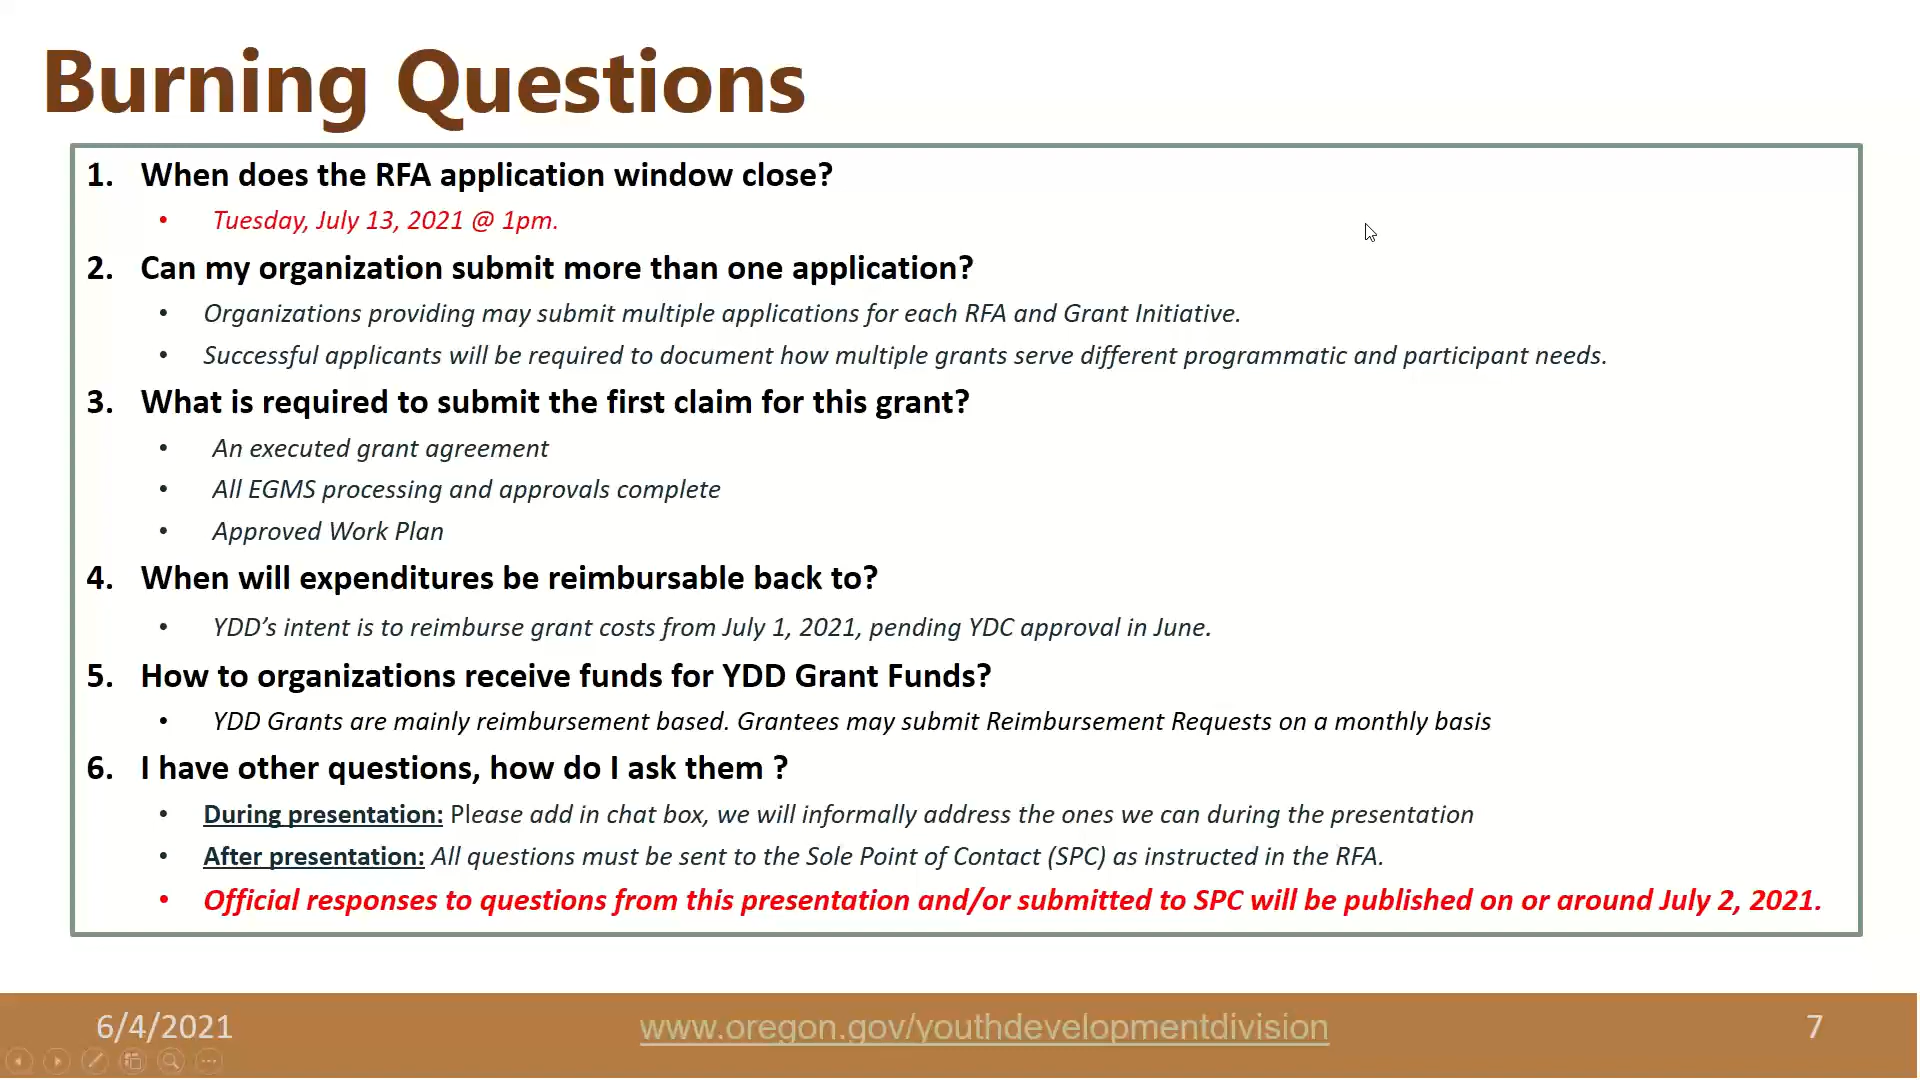 Burning Questions
1. When does the RFA application window close?
• Tuesday, July 13, 2021 @ 1pm.
2. Can my organization submit more than one application?
• Organizations providing may submit multiple applications for each RFA and Grant Initiative.
• Successful applicants will be required to document how multiple grants serve different programmatic and participant needs.
3. What is required to submit the first claim for this grant?
• An executed grant agreement
• All EGMS processing and approvals complete
• Approved Work Plan
4. When will expenditures be reimbursable back to?
• YDD’s intent is to reimburse grant costs from July 1, 2021, pending YDC approval in June.
5. How to organizations receive funds for YDD Grant Funds?
• YDD Grants are mainly reimbursement based. Grantees may submit Reimbursement Requests on a monthly basis
6. I have other questions, how do I ask them ?
• During presentation: Please add in chat box, we will informally address the ones we can during the presentation
• After presentation: All questions must be sent to the Sole Point of Contact (SPC) as instructed in the RFA.
• Official responses to questions from this presentation and/or submitted to SPC will be published on or around July 2, 2021.
6/4/2021
www.oregon.gov/youthdevelopmentdivision
7